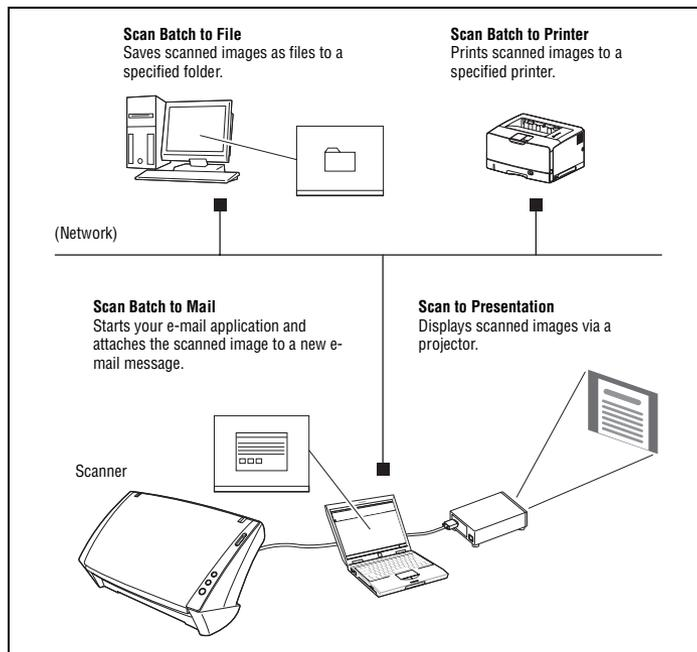 Scan Batch to File
Saves scanned images as files to a
specified folder.
Scan Batch to Printer
Prints scanned images to a
specified printer.
(Network)
Scan Batch to Mail
Starts your e-mail application and
attaches the scanned image to a new e-
mail message.
Scan to Presentation
Displays scanned images via a
projector.
Scanner